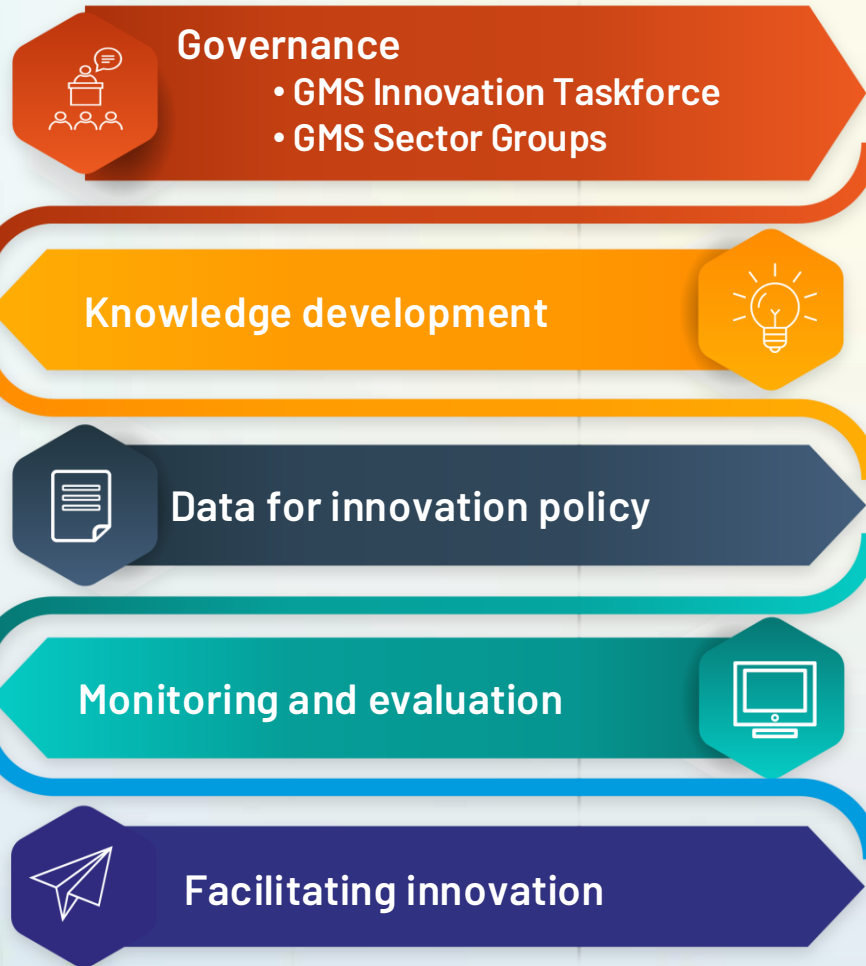 Governance
• GMS Innovation Taskforce
• GMS Sector Groups
Knowledge development
Data for innovation policy
Monitoring and evaluation
Facilitating innovation